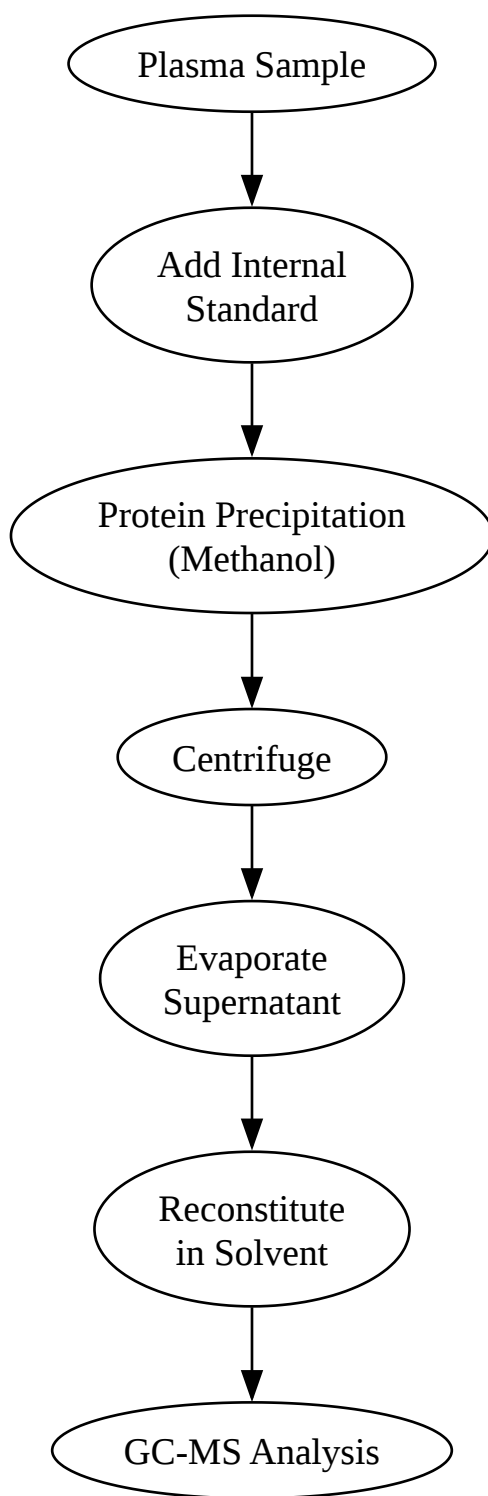 Plasma Sample
Add Internal
Standard
Protein Precipitation
(Methanol)
Centrifuge
Evaporate
Supernatant
Reconstitute
in Solvent
GC-MS Analysis